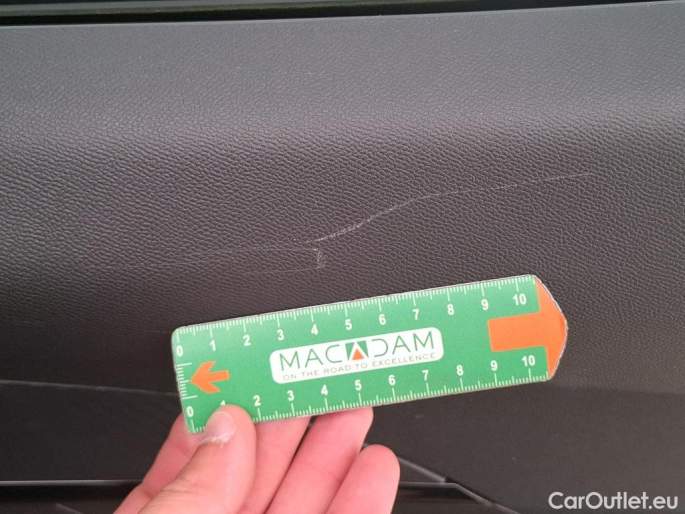 0 1 2 3 4 5 6 7 8 9 10
MACADAM
ON THE ROAD TO EXCELLENCE
0 1 2 3 4 5 6 7 8 9 10
CarOutlet.eu